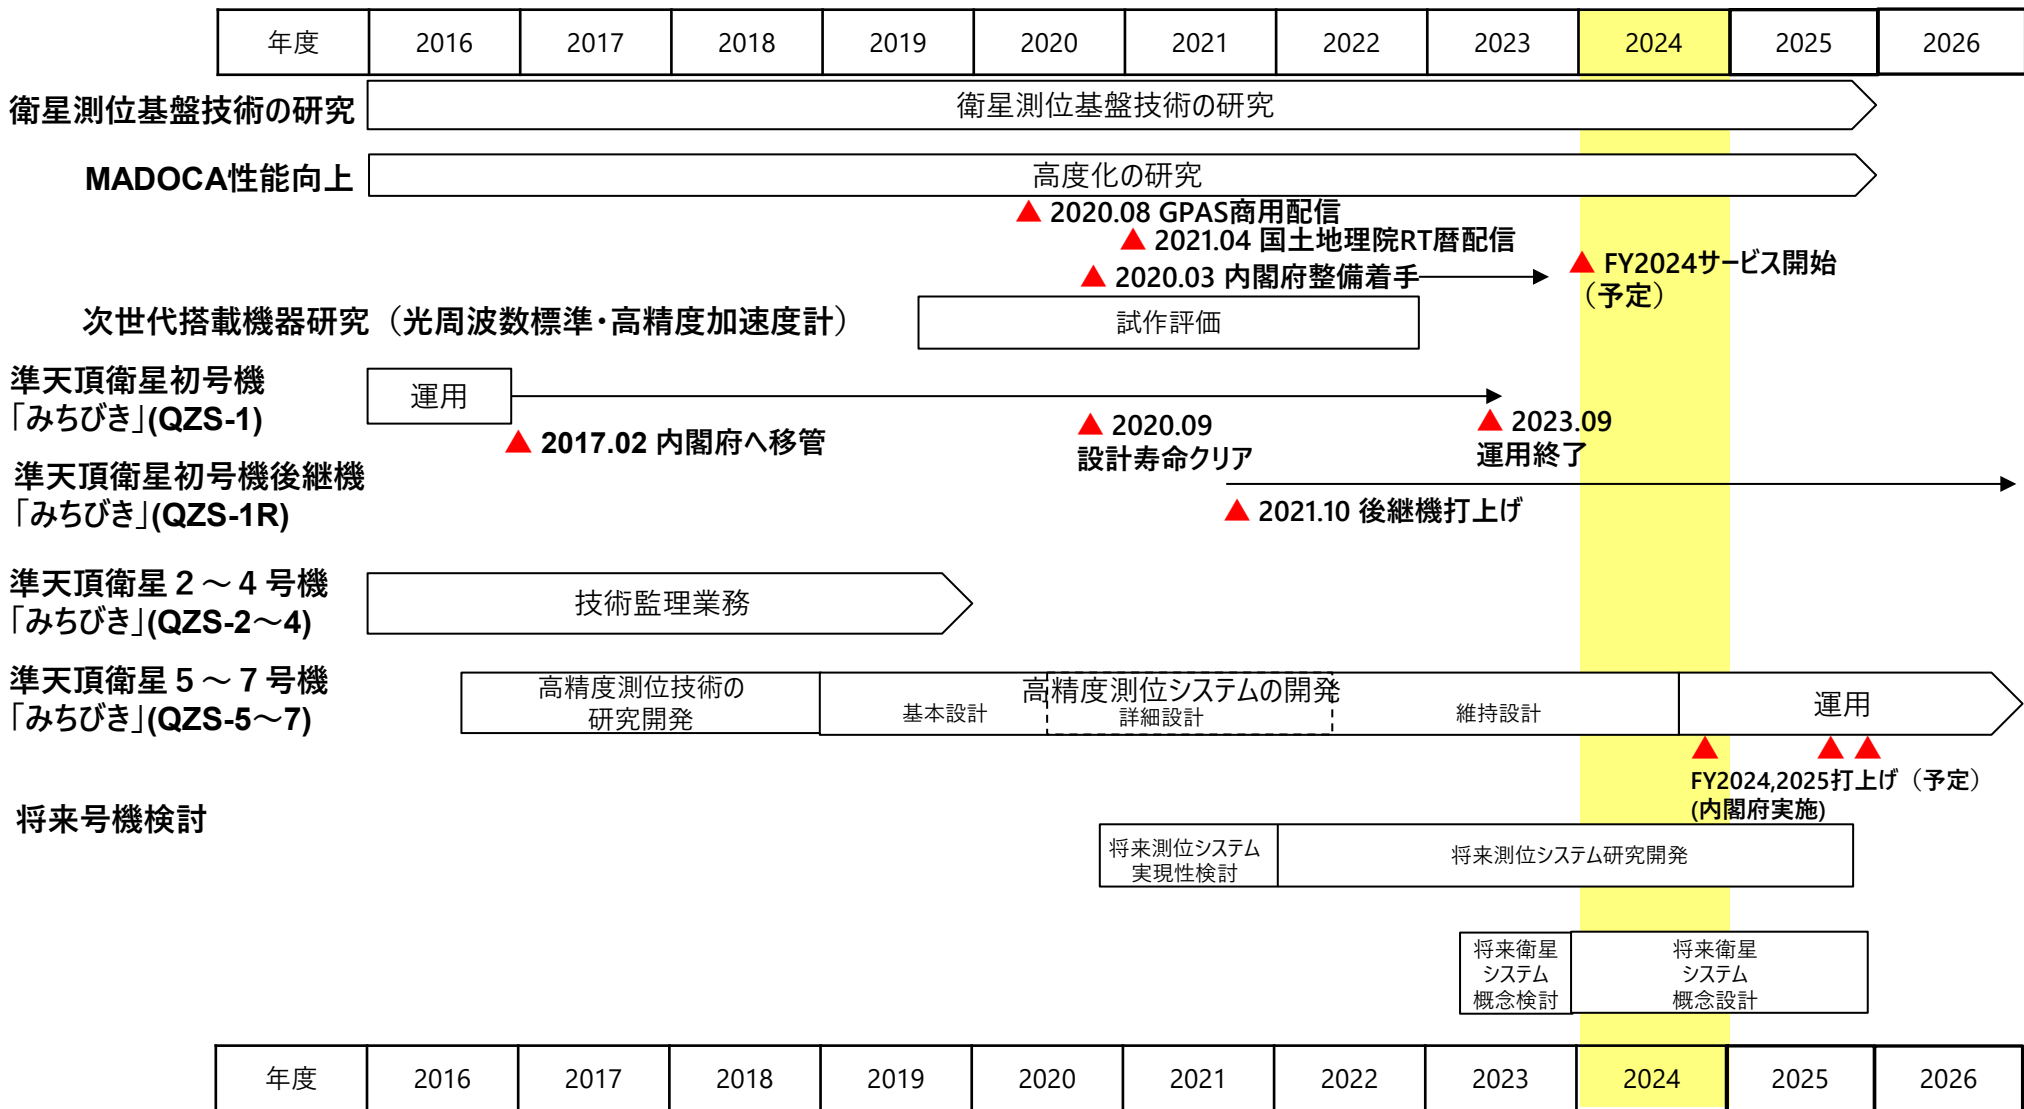 年度 2016 2017 2018 2019 2020 2021 2022 2023 2024 2025 2026
衛星測位基盤技術の研究
衛星測位基盤技術の研究
MADOCA性能向上
高度化の研究
▲ 2020.08 GPAS商用配信
▲ 2021.04 国土地理院RT暦配信
▲ 2020.03 内閣府整備着手
▲ FY2024サービス開始
（予定）
次世代搭載機器研究（光周波数標準・高精度加速度計）
試作評価
準天頂衛星初号機
「みちびき」(QZS-1)
運用
▲ 2017.02 内閣府へ移管
▲ 2020.09
設計寿命クリア
▲ 2023.09
運用終了
準天頂衛星初号機後継機
「みちびき」(QZS-1R)
▲ 2021.10 後継機打上げ
準天頂衛星２～４号機
「みちびき」(QZS-2～4)
技術監理業務
準天頂衛星５～７号機
「みちびき」(QZS-5～7)
高精度測位技術の
研究開発
高精度測位システムの開発
基本設計
詳細設計
維持設計
運用
FY2024,2025打上げ（予定）
(内閣府実施)
将来号機検討
将来測位システム
実現性検討
将来測位システム研究開発
将来衛星
システム
概念検討
将来衛星
システム
概念設計
年度 2016 2017 2018 2019 2020 2021 2022 2023 2024 2025 2026